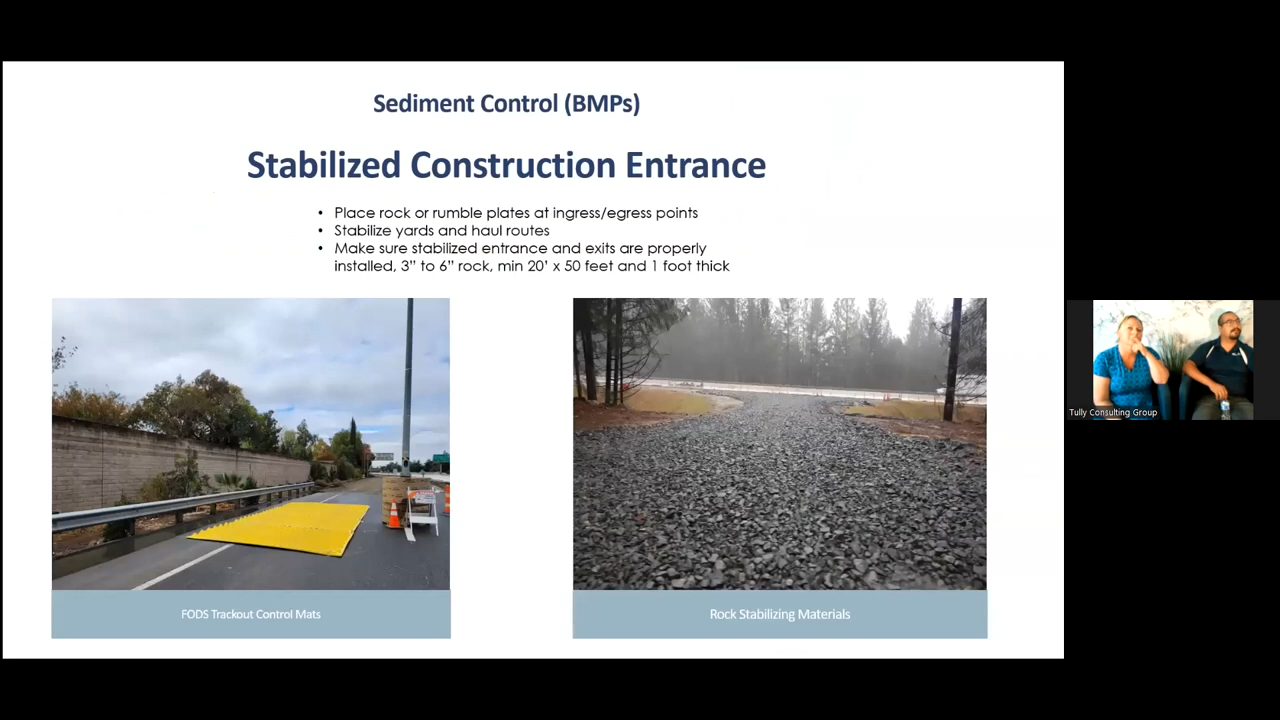 Sediment Control (BMPs)
Stabilized Construction Entrance
• Place rock or rumble plates at ingress/egress points
• Stabilize yards and haul routes
• Make sure stabilized entrance and exits are properly
installed, 3” to 6” rock, min 20’ x 50 feet and 1 foot thick
FODS Trackout Control Mats
Rock Stabilizing Materials
Tully Consulting Group